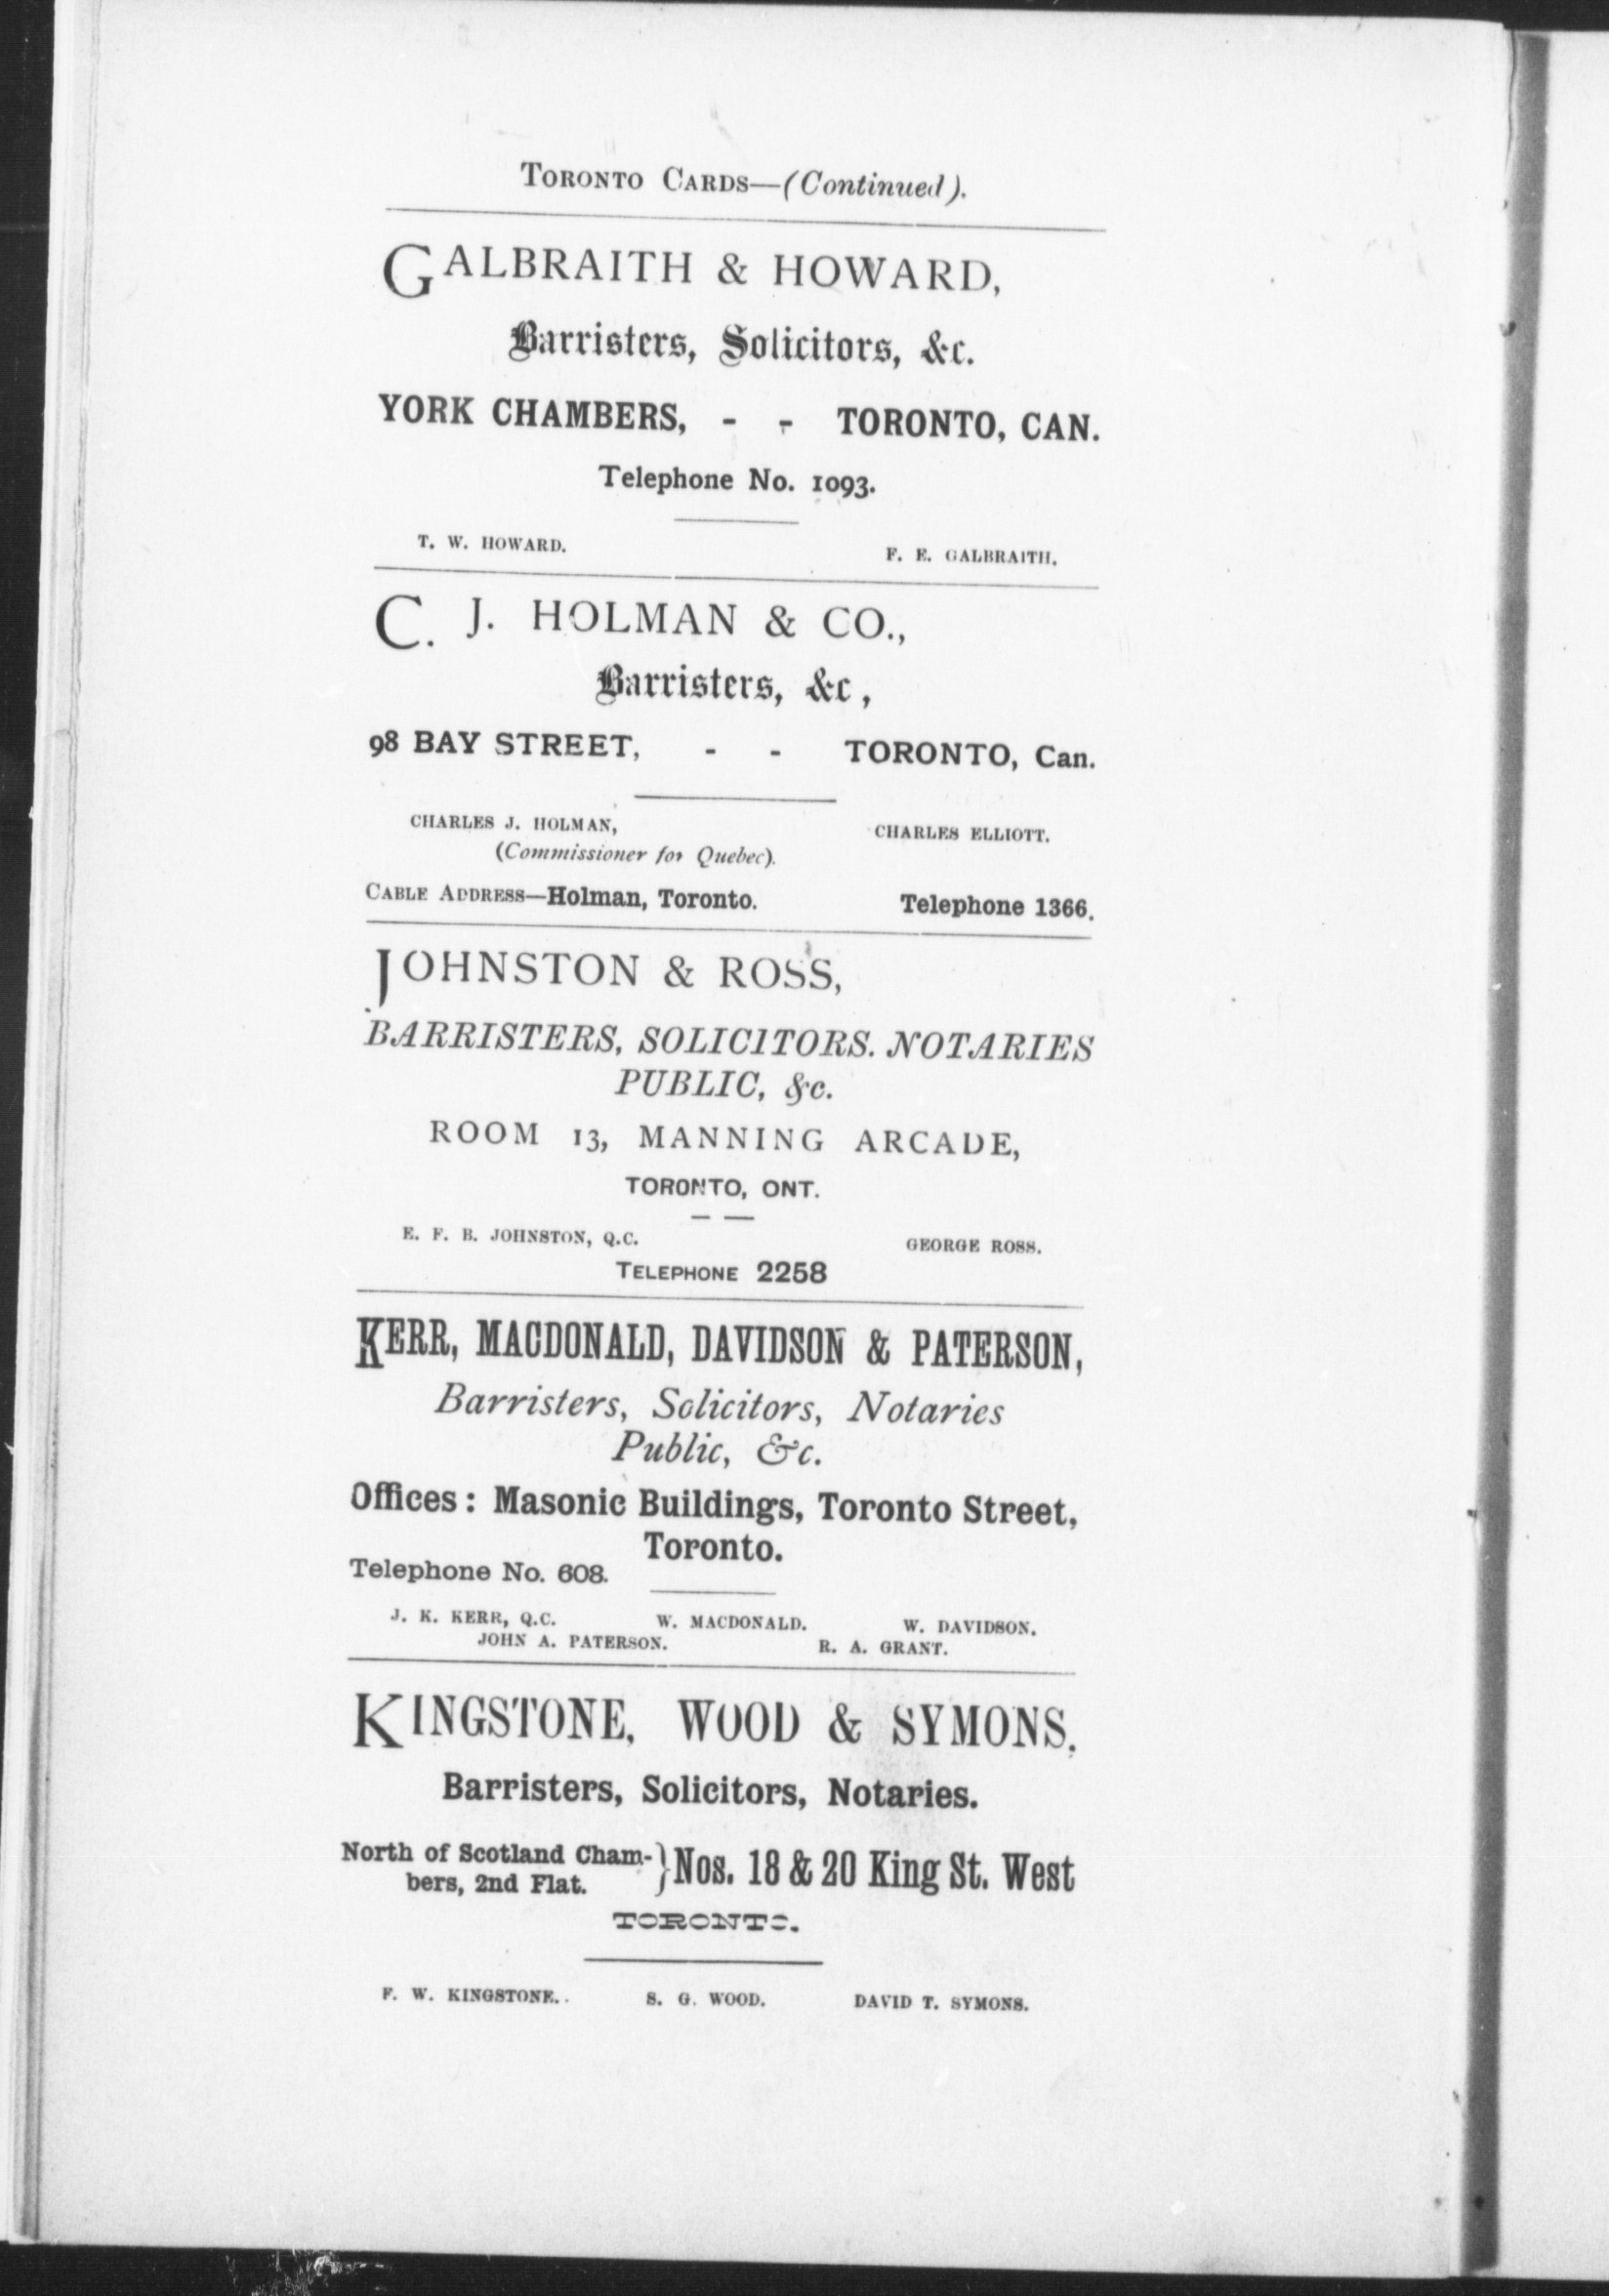 TORONTO CARDS—(Continued).
GALBRAITH & HOWARD,
Barristers, Solicitors, &c.
YORK CHAMBERS, - - TORONTO, CAN.
Telephone No. 1093.
T. W. HOWARD. F. E. GALBRAITH.
C. J. HOLMAN & CO.,
Barristers, &c,
98 BAY STREET, - - TORONTO, Can.
CHARLES J. HOLMAN, CHARLES ELLIOTT.
(Commissioner for Quebec).
CABLE ADDRESS—Holman, Toronto. Telephone 1366.
JOHNSTON & ROSS,
BARRISTERS, SOLICITORS. NOTARIES
PUBLIC, &c.
ROOM 13, MANNING ARCADE,
TORONTO, ONT.
E. F. B. JOHNSTON, Q.C. GEORGE ROSS.
TELEPHONE 2258
KERR, MACDONALD, DAVIDSON & PATERSON,
Barristers, Solicitors, Notaries
Public, &c.
Offices: Masonic Buildings, Toronto Street,
Toronto.
Telephone No. 608.
J. K. KERR, Q.C. W. MACDONALD. W. DAVIDSON.
JOHN A. PATERSON. R. A. GRANT.
KINGSTONE, WOOD & SYMONS.
Barristers, Solicitors, Notaries.
North of Scotland Cham- } Nos. 18 & 20 King St. West
bers, 2nd Flat.
TORONTO.
F. W. KINGSTONE. S. G. WOOD. DAVID T. SYMONS.